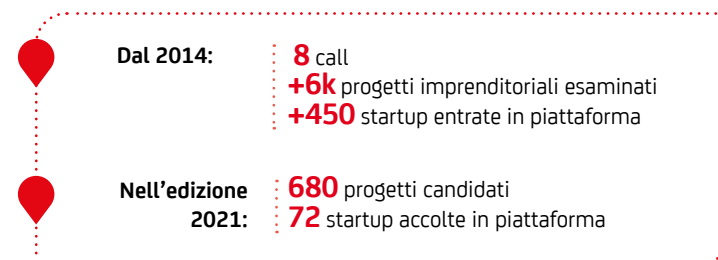 Dal 2014:
8 call
+6k progetti imprenditoriali esaminati
+450 startup entrate in piattaforma
Nell’edizione
2021:
680 progetti candidati
72 startup accolte in piattaforma